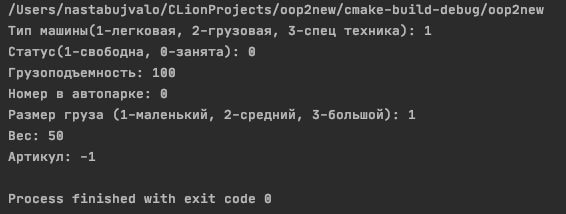 /Users/nastabujvalo/CLionProjects/oop2new/cmake-build-debug/oop2new
Тип машины(1-легковая, 2-грузовая, 3-спец техника): 1
Статус(1-свободна, 0-занята): 0
Грузоподъемность: 100
Номер в автопарке: 0
Размер груза (1-маленький, 2-средний, 3-большой): 1
Вес: 50
Артикул: -1
Process finished with exit code 0